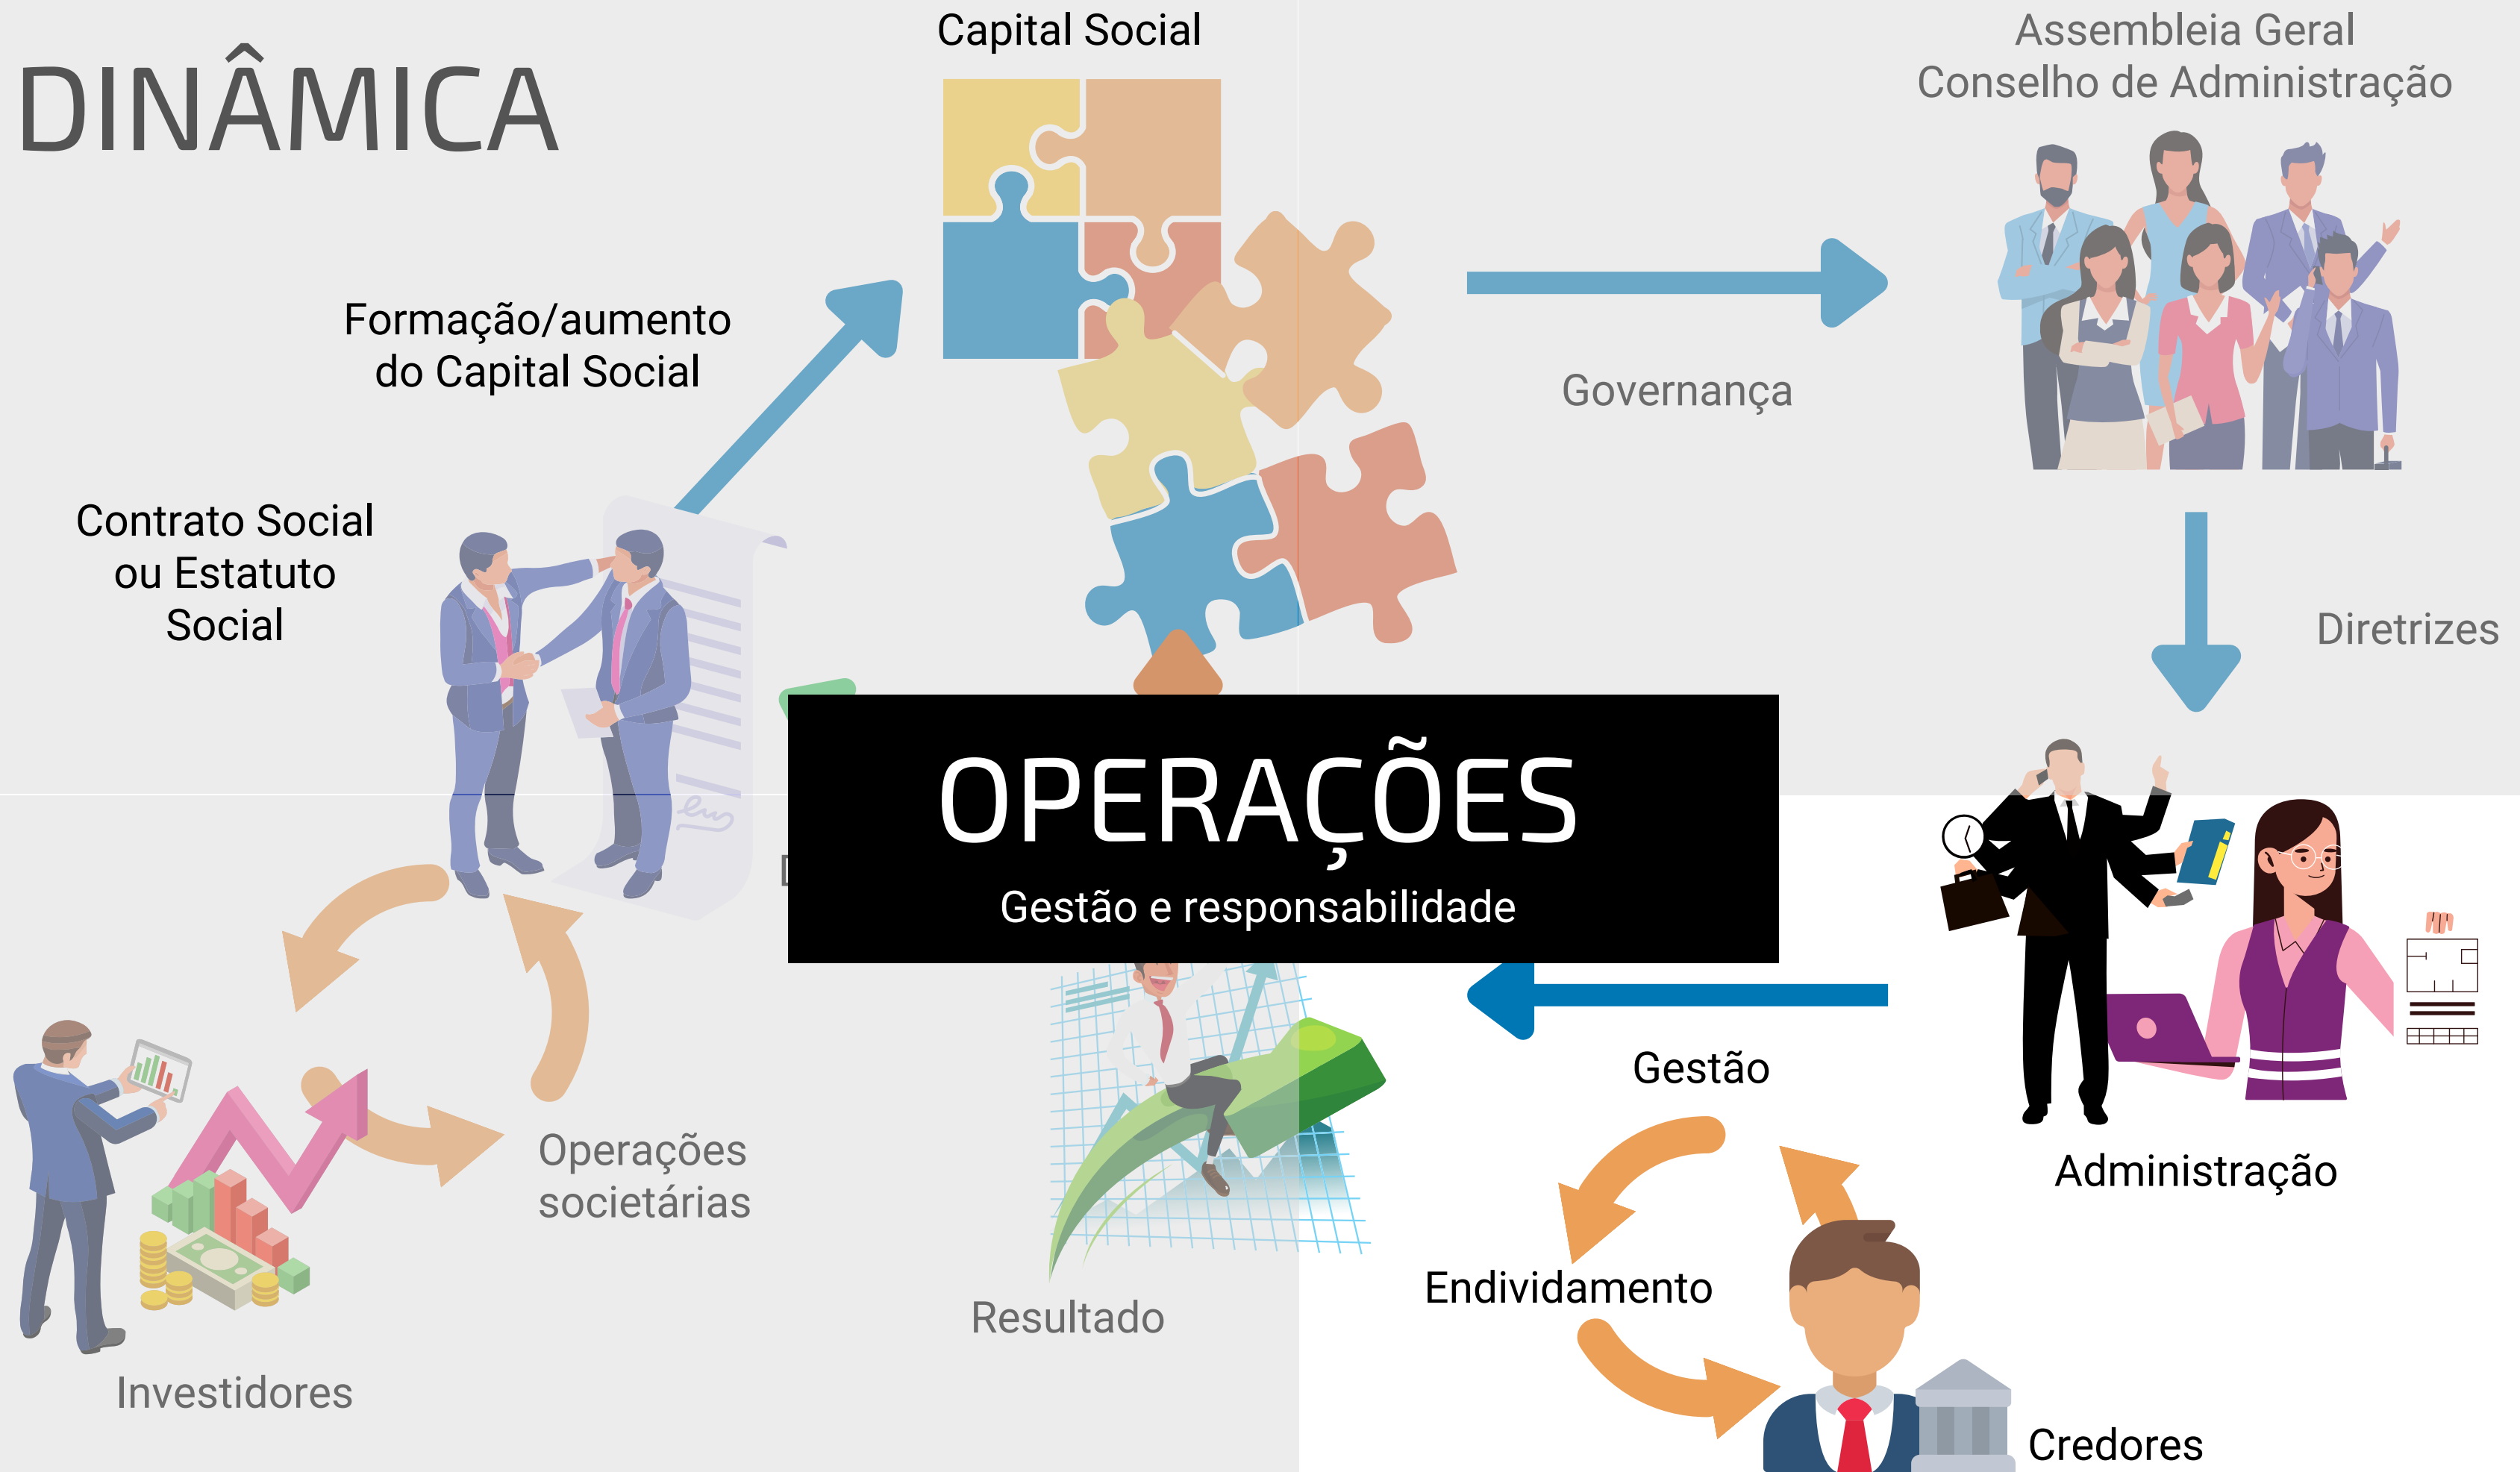 DINÂMICA
Capital Social
Assembleia Geral
Conselho de Administração
Formação/aumento
do Capital Social
Governança
Contrato Social
ou Estatuto
Social
Diretrizes
OPERAÇÕES
Gestão e responsabilidade
Gestão
Operações
societárias
Administração
Endividamento
Resultado
Investidores
Credores